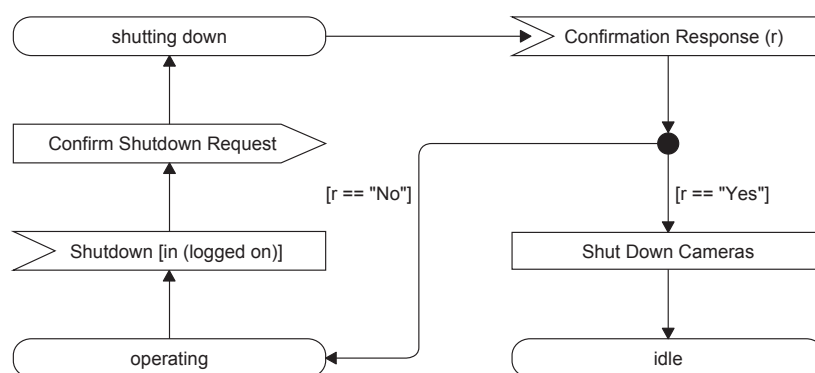 shutting down
Confirmation Response (r)
Confirm Shutdown Request
[r == "No"]
[r == "Yes"]
Shutdown [in (logged on)]
Shut Down Cameras
operating
idle